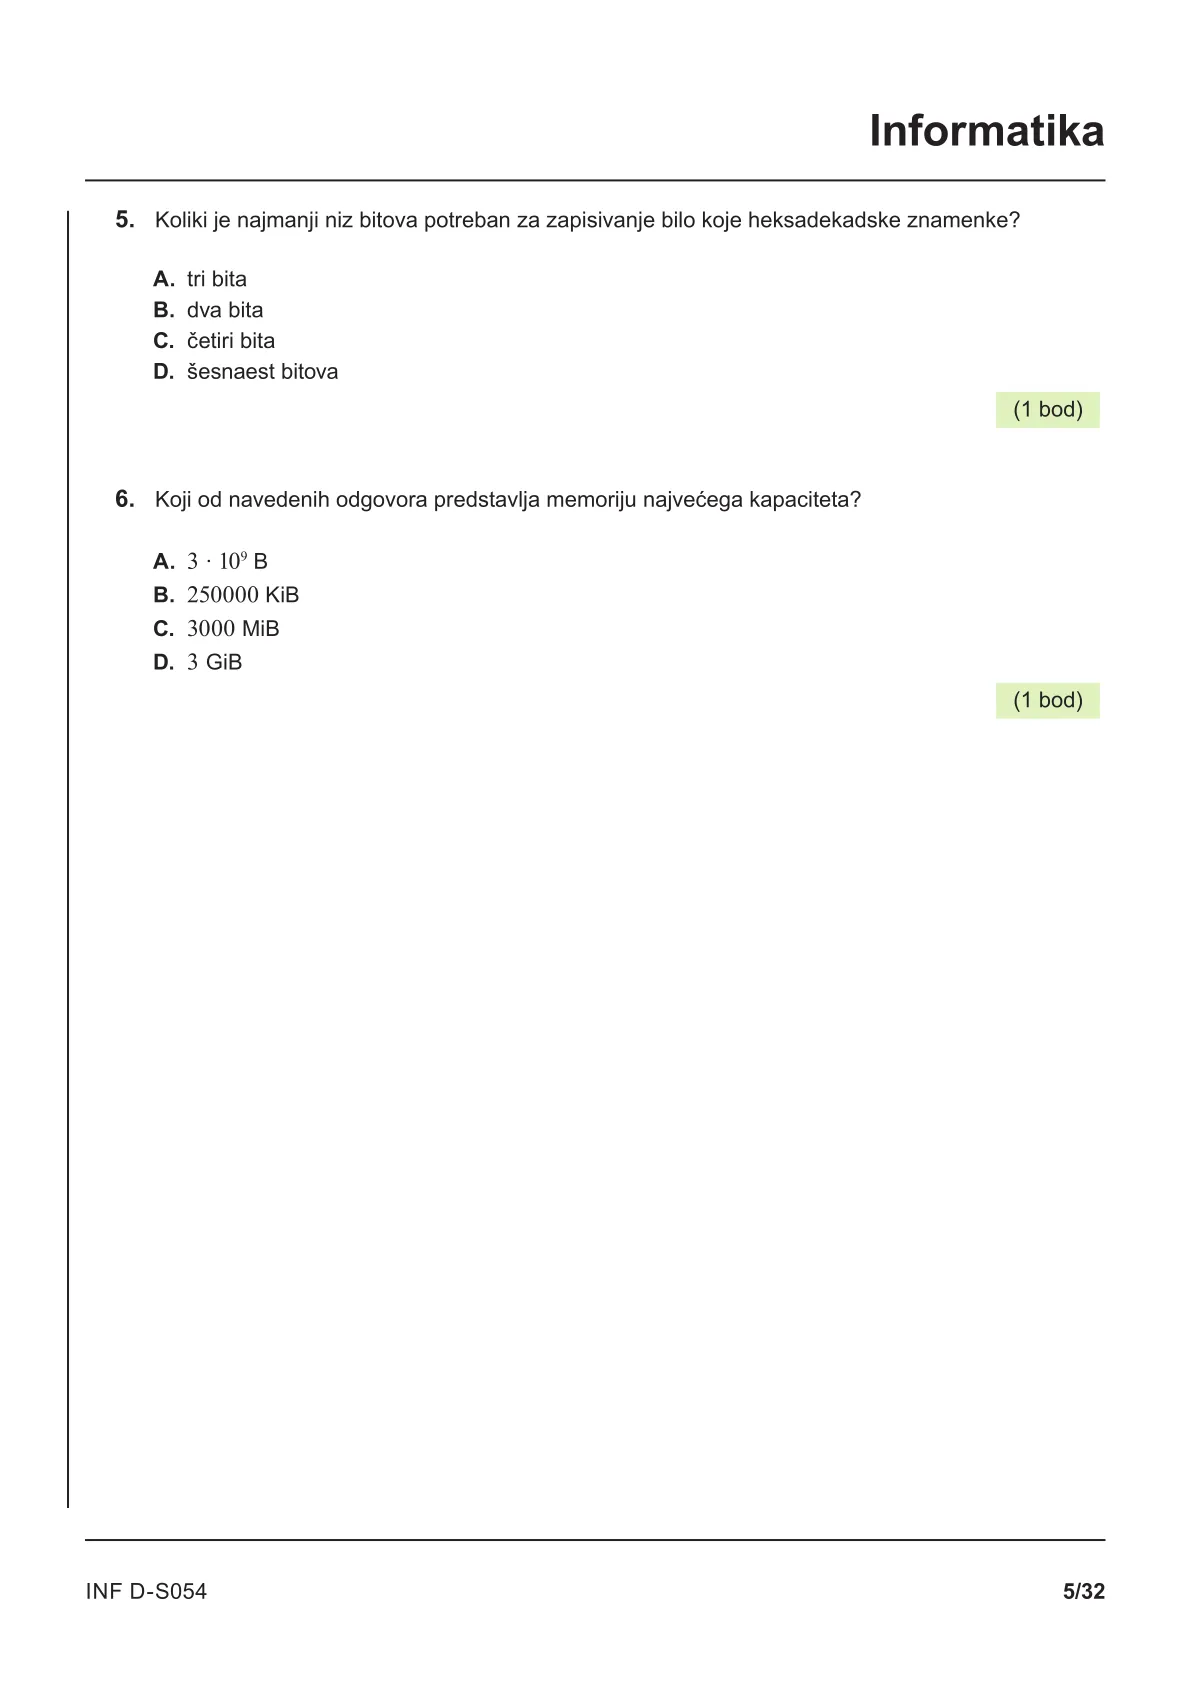 Informatika
5. Koliki je najmanji niz bitova potreban za zapisivanje bilo koje heksadekadske znamenke?
A. tri bita
B. dva bita
C. četiri bita
D. šesnaest bitova
(1 bod)
6. Koji od navedenih odgovora predstavlja memoriju najvećega kapaciteta?
A. 3 · 10⁹ B
B. 250000 KiB
C. 3000 MiB
D. 3 GiB
(1 bod)
INF D-S054
5/32